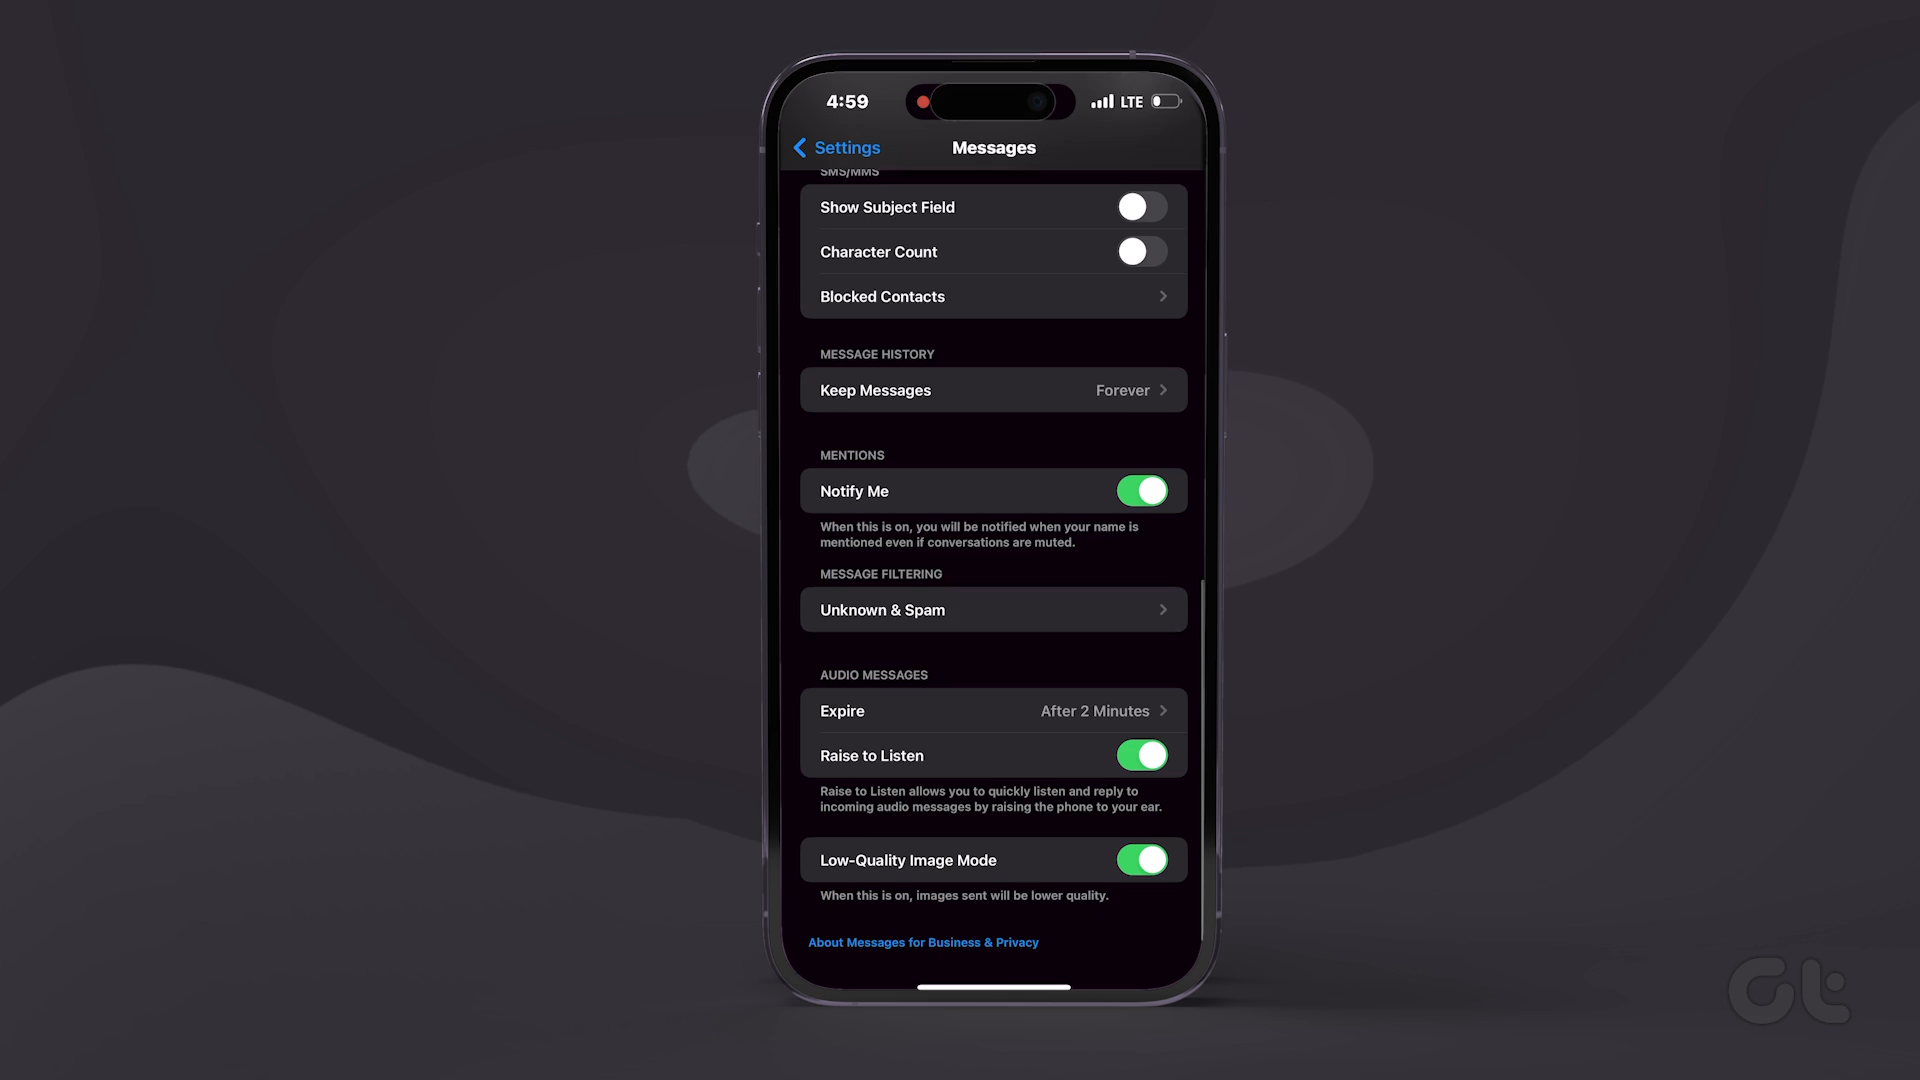 4:59
LTE
Settings
Messages
SMS/MMS
Show Subject Field
Character Count
Blocked Contacts
MESSAGE HISTORY
Keep Messages Forever
MENTIONS
Notify Me
When this is on, you will be notified when your name is
mentioned even if conversations are muted.
MESSAGE FILTERING
Unknown & Spam
AUDIO MESSAGES
Expire After 2 Minutes
Raise to Listen
Raise to Listen allows you to quickly listen and reply to
incoming audio messages by raising the phone to your ear.
Low-Quality Image Mode
When this is on, images sent will be lower quality.
About Messages for Business & Privacy
Gt